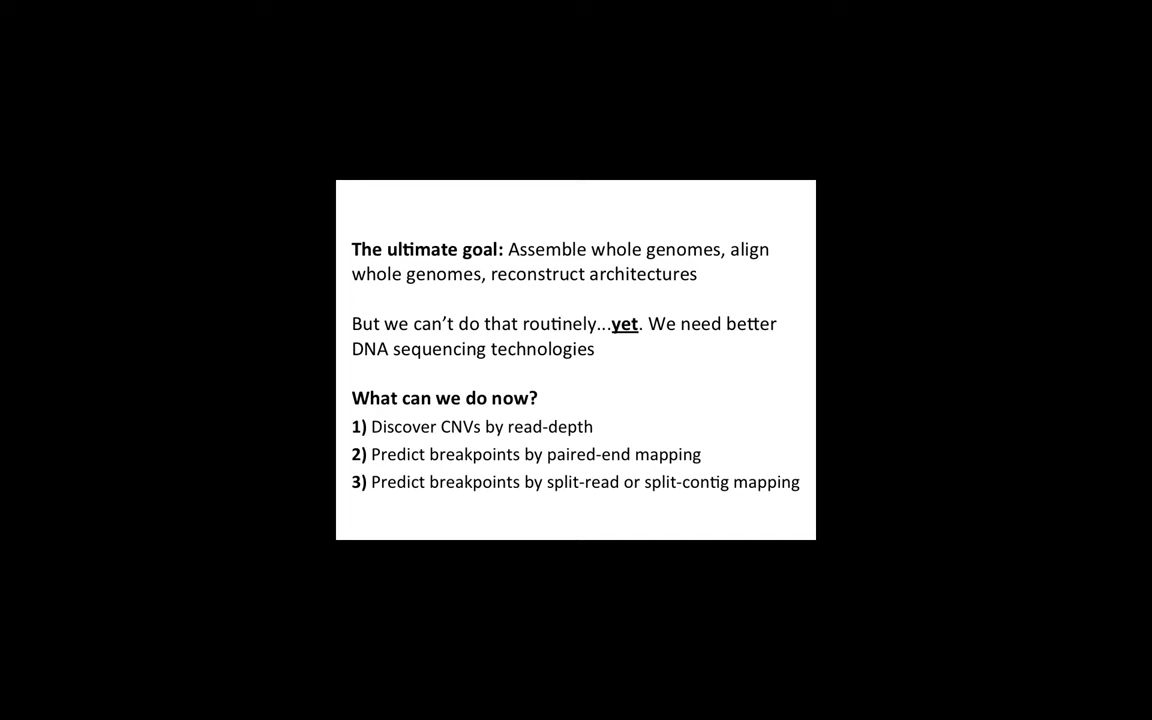 The ultimate goal: Assemble whole genomes, align
whole genomes, reconstruct architectures
But we can't do that routinely...yet. We need better
DNA sequencing technologies
What can we do now?
1) Discover CNVs by read-depth
2) Predict breakpoints by paired-end mapping
3) Predict breakpoints by split-read or split-contig mapping